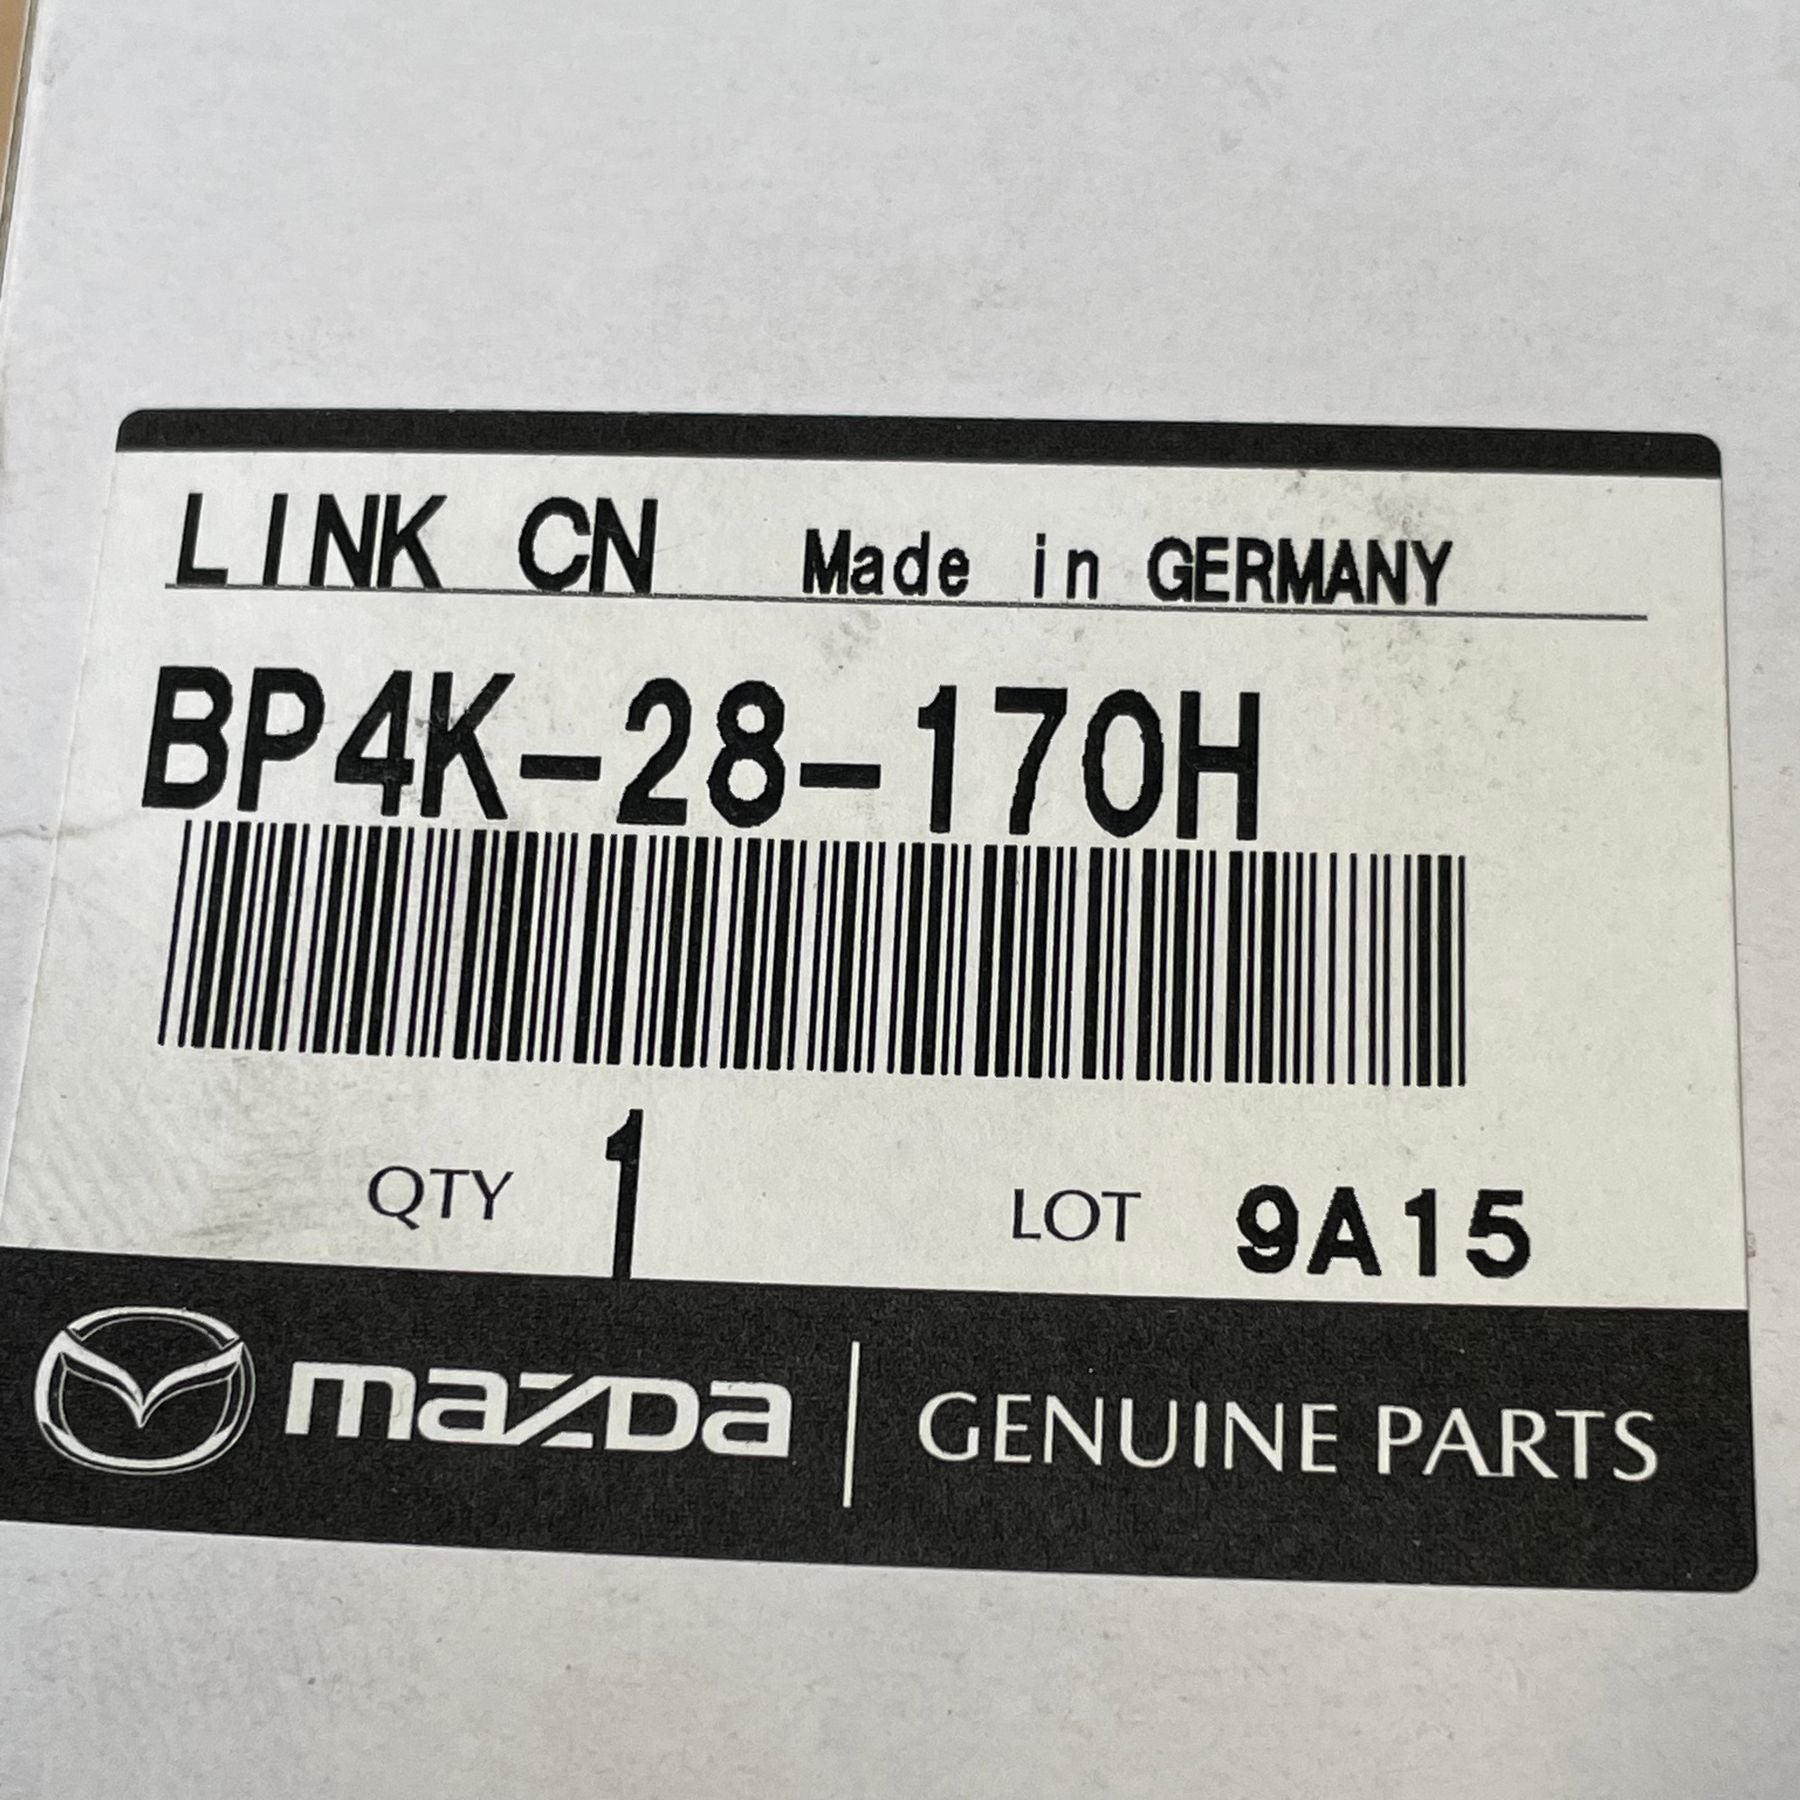 LINK CN Made in GERMANY
BP4K-28-170H
QTY 1 LOT 9A15
mazda GENUINE PARTS